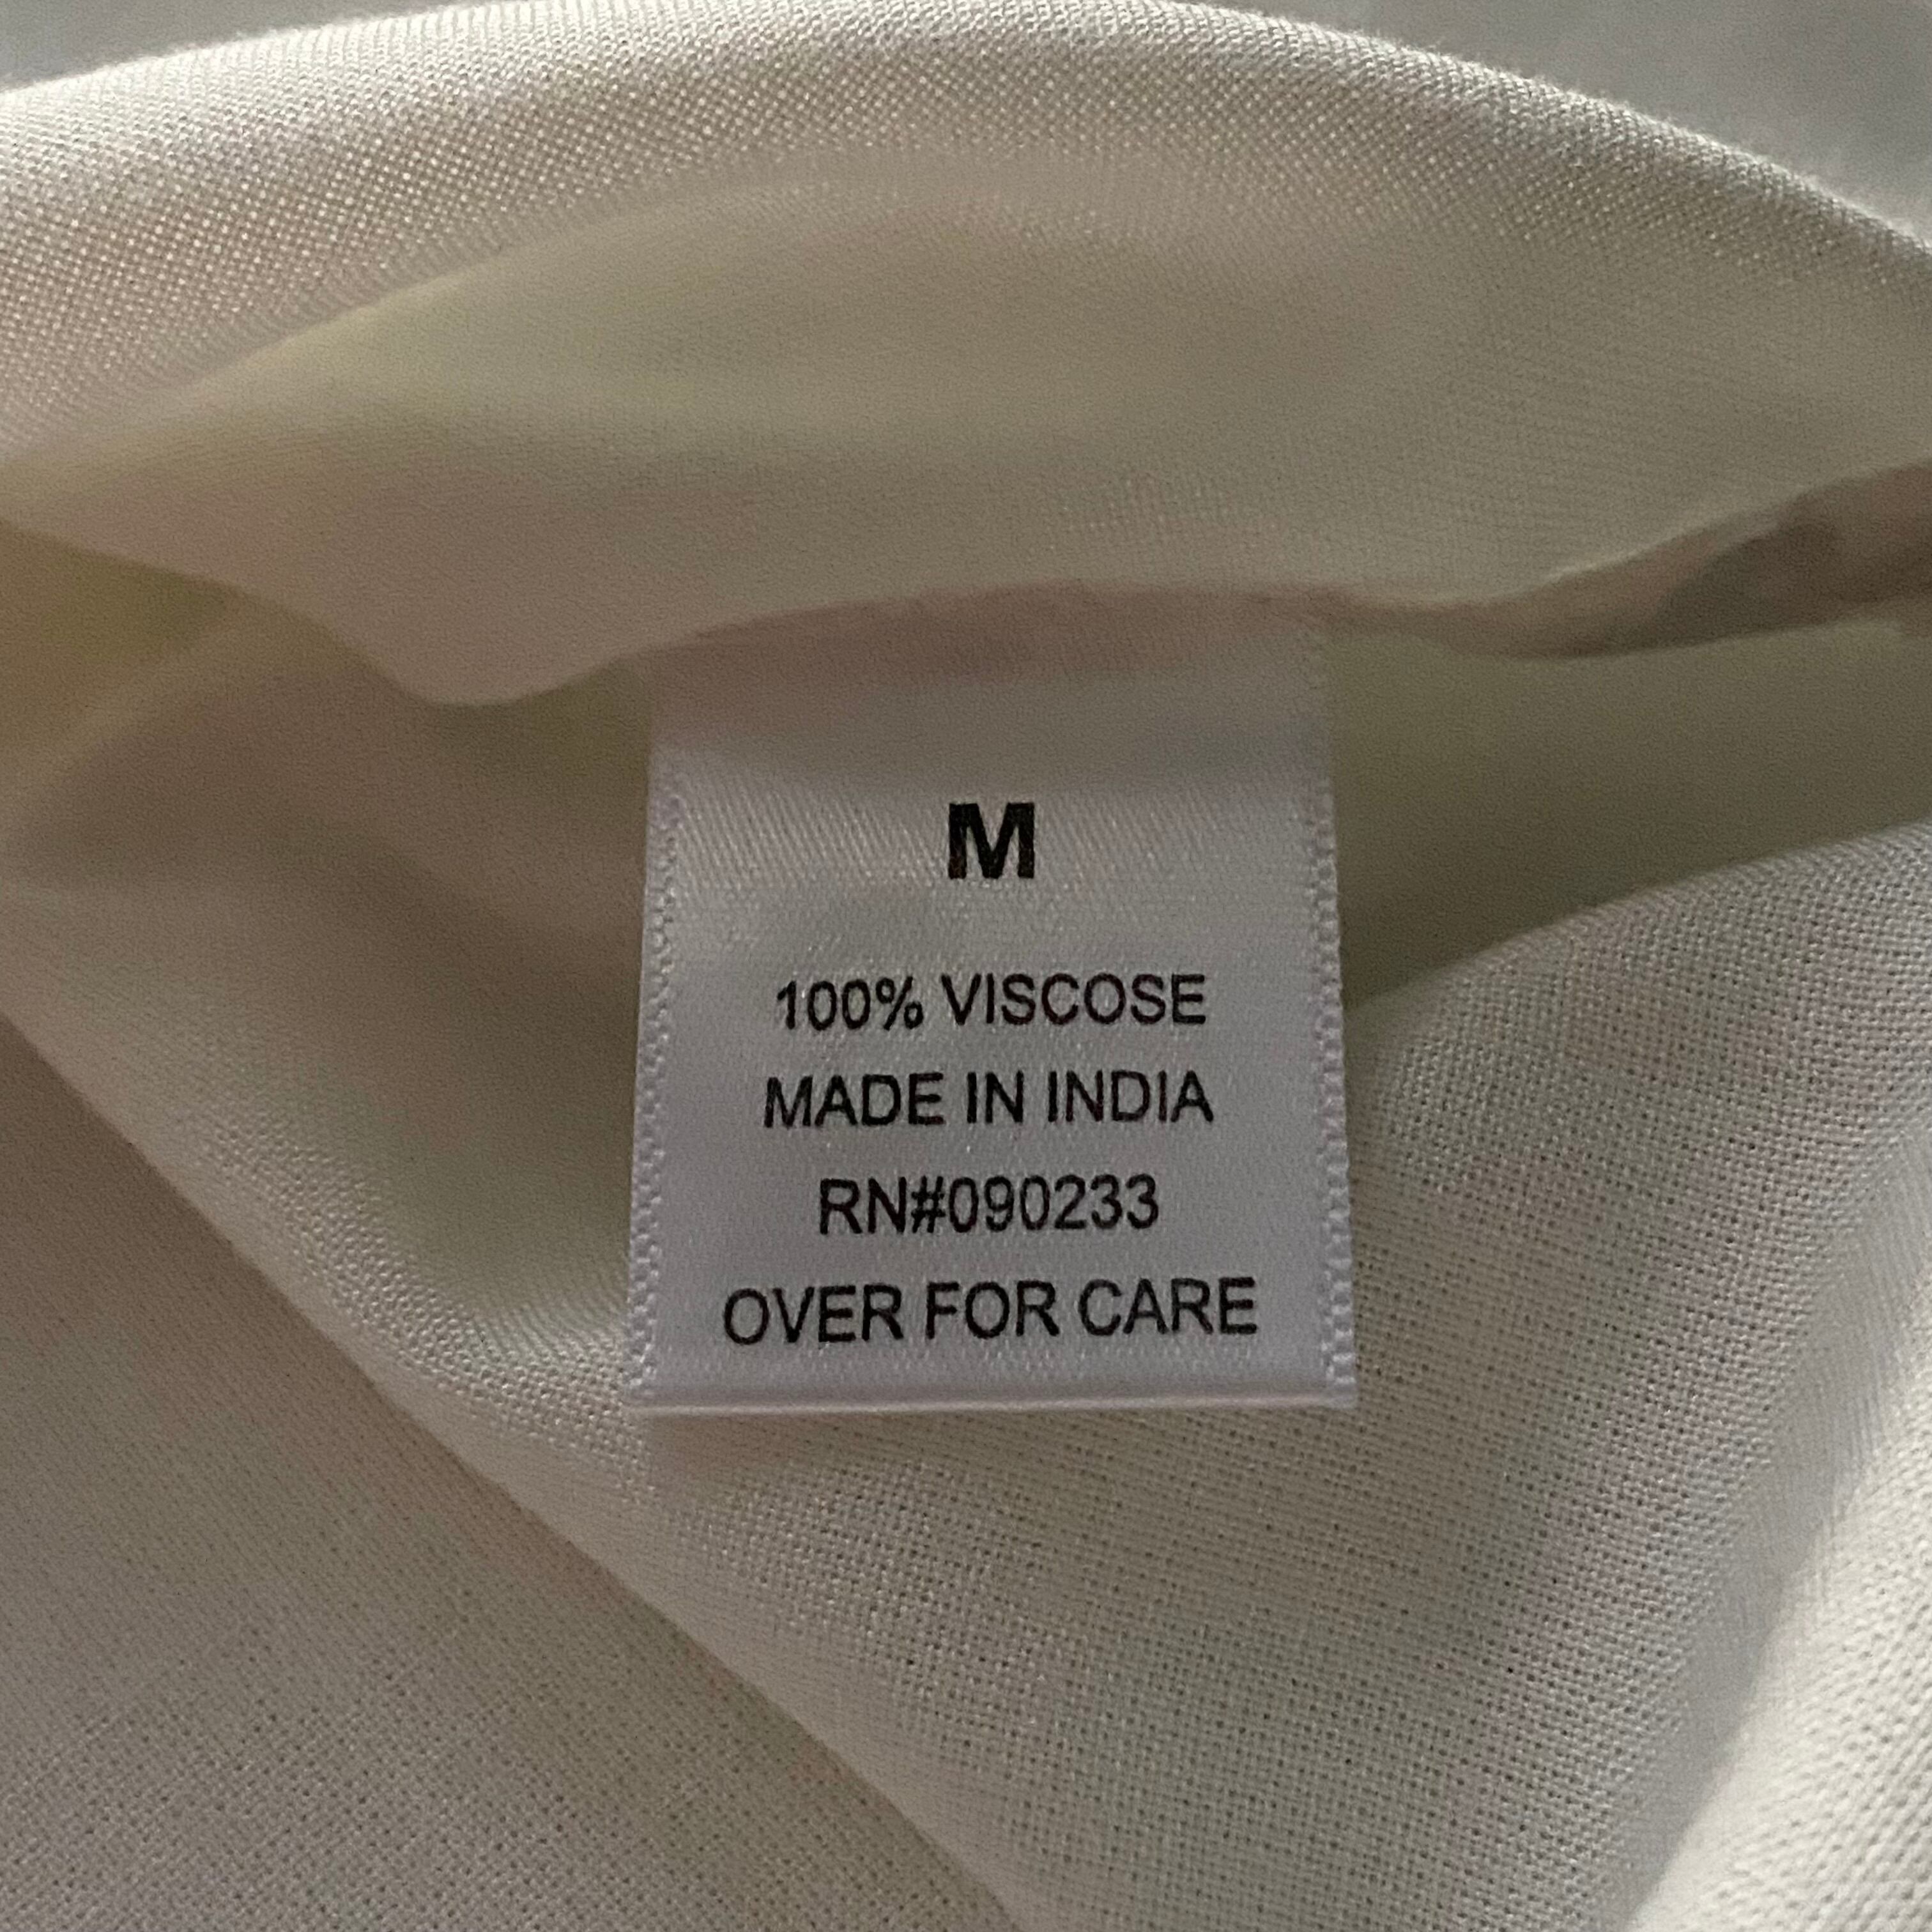 M
100% VISCOSE
MADE IN INDIA
RN#090233
OVER FOR CARE